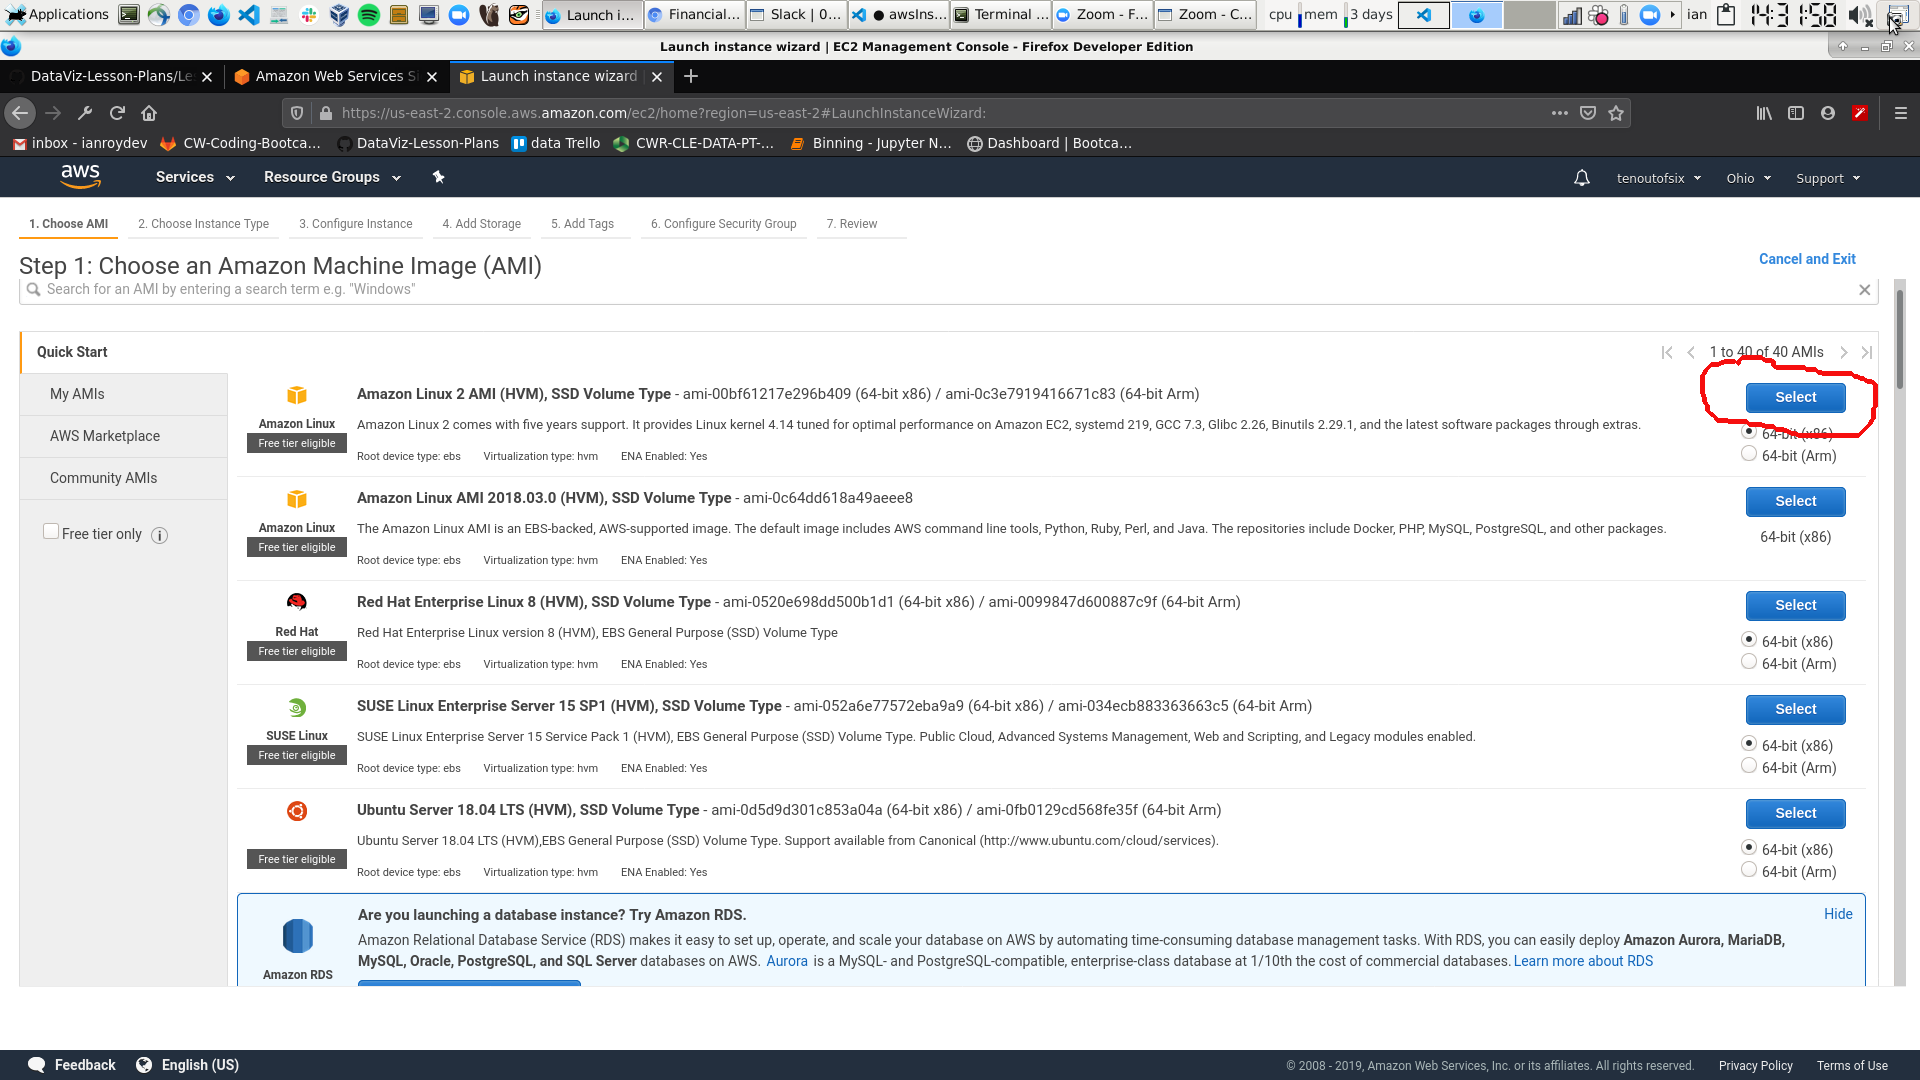 Applications
Launch i...
Financial...
Slack | 0...
● awsIns...
Terminal ...
Zoom - F...
Zoom - C...
cpu
mem
3 days
ian
14:31:58
Launch instance wizard | EC2 Management Console - Firefox Developer Edition
DataViz-Lesson-Plans/Le
Amazon Web Services S
Launch instance wizard
https://us-east-2.console.aws.amazon.com/ec2/home?region=us-east-2#LaunchInstanceWizard:
inbox - ianroydev
CW-Coding-Bootca...
DataViz-Lesson-Plans
data Trello
CWR-CLE-DATA-PT-...
Binning - Jupyter N...
Dashboard | Bootca...
aws
Services
Resource Groups
tenoutofsix
Ohio
Support
1. Choose AMI
2. Choose Instance Type
3. Configure Instance
4. Add Storage
5. Add Tags
6. Configure Security Group
7. Review
Step 1: Choose an Amazon Machine Image (AMI)
Cancel and Exit
Search for an AMI by entering a search term e.g. "Windows"
Quick Start
1 to 40 of 40 AMIs
My AMIs
AWS Marketplace
Community AMIs
Free tier only
Amazon Linux
Free tier eligible
Amazon Linux 2 AMI (HVM), SSD Volume Type - ami-00bf61217e296b409 (64-bit x86) / ami-0c3e7919416671c83 (64-bit Arm)
Amazon Linux 2 comes with five years support. It provides Linux kernel 4.14 tuned for optimal performance on Amazon EC2, systemd 219, GCC 7.3, Glibc 2.26, Binutils 2.29.1, and the latest software packages through extras.
Root device type: ebs Virtualization type: hvm ENA Enabled: Yes
Select
64-bit (x86)
64-bit (Arm)
Amazon Linux
Free tier eligible
Amazon Linux AMI 2018.03.0 (HVM), SSD Volume Type - ami-0c64dd618a49aeee8
The Amazon Linux AMI is an EBS-backed, AWS-supported image. The default image includes AWS command line tools, Python, Ruby, Perl, and Java. The repositories include Docker, PHP, MySQL, PostgreSQL, and other packages.
Root device type: ebs Virtualization type: hvm ENA Enabled: Yes
Select
64-bit (x86)
Red Hat
Free tier eligible
Red Hat Enterprise Linux 8 (HVM), SSD Volume Type - ami-0520e698dd500b1d1 (64-bit x86) / ami-0099847d600887c9f (64-bit Arm)
Red Hat Enterprise Linux version 8 (HVM), EBS General Purpose (SSD) Volume Type
Root device type: ebs Virtualization type: hvm ENA Enabled: Yes
Select
64-bit (x86)
64-bit (Arm)
SUSE Linux
Free tier eligible
SUSE Linux Enterprise Server 15 SP1 (HVM), SSD Volume Type - ami-052a6e77572eba9a9 (64-bit x86) / ami-034ecb883363663c5 (64-bit Arm)
SUSE Linux Enterprise Server 15 Service Pack 1 (HVM), EBS General Purpose (SSD) Volume Type. Public Cloud, Advanced Systems Management, Web and Scripting, and Legacy modules enabled.
Root device type: ebs Virtualization type: hvm ENA Enabled: Yes
Select
64-bit (x86)
64-bit (Arm)
Free tier eligible
Ubuntu Server 18.04 LTS (HVM), SSD Volume Type - ami-0d5d9d301c853a04a (64-bit x86) / ami-0fb0129cd568fe35f (64-bit Arm)
Ubuntu Server 18.04 LTS (HVM),EBS General Purpose (SSD) Volume Type. Support available from Canonical (http://www.ubuntu.com/cloud/services).
Root device type: ebs Virtualization type: hvm ENA Enabled: Yes
Select
64-bit (x86)
64-bit (Arm)
Amazon RDS
Are you launching a database instance? Try Amazon RDS.
Hide
Amazon Relational Database Service (RDS) makes it easy to set up, operate, and scale your database on AWS by automating time-consuming database management tasks. With RDS, you can easily deploy Amazon Aurora, MariaDB,
MySQL, Oracle, PostgreSQL, and SQL Server databases on AWS. Aurora is a MySQL- and PostgreSQL-compatible, enterprise-class database at 1/10th the cost of commercial databases. Learn more about RDS
Feedback
English (US)
© 2008 - 2019, Amazon Web Services, Inc. or its affiliates. All rights reserved.
Privacy Policy
Terms of Use